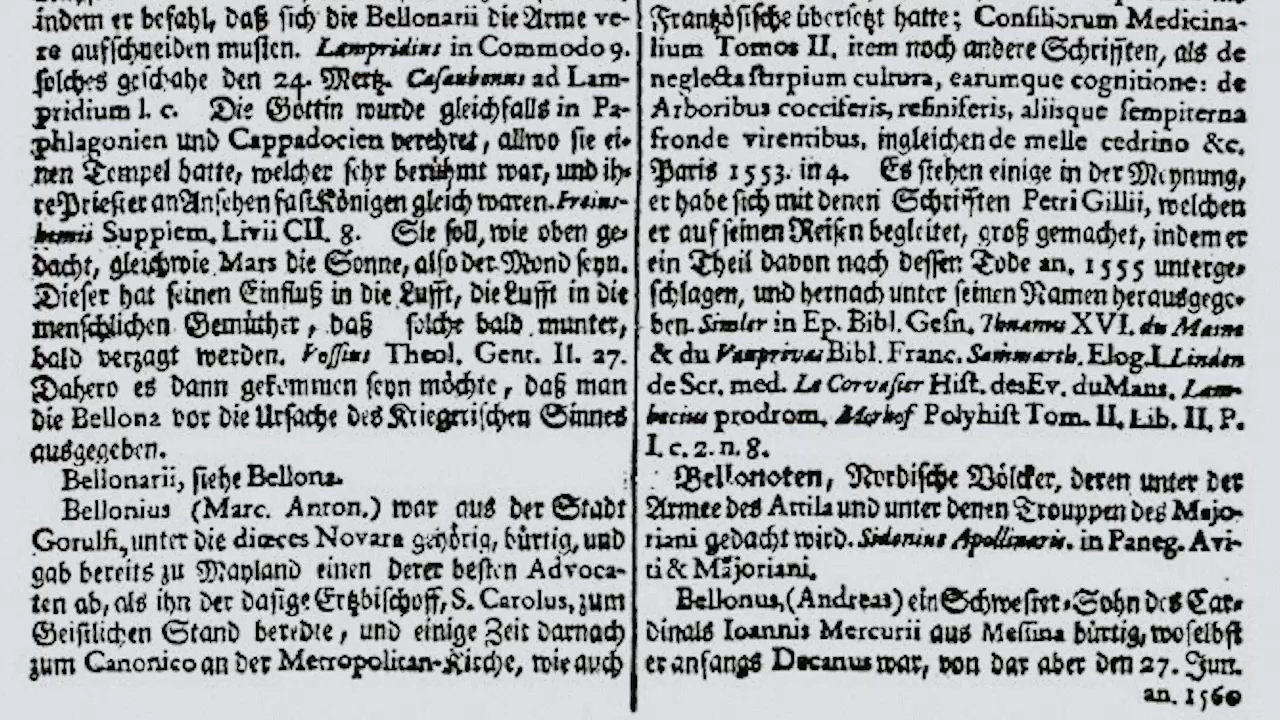 indem er befahl, daß sich die Bellonarii die Arme ve-
re aufschneiden musten. Lampridius in Commodo 9.
solches geschahe den 24. Mertz. Casaubonus ad Lam-
pridium l. c. Die Göttin wurde gleichfalls in Pa-
phlagonien und Cappadocien verehret, allwo sie ei-
nen Tempel hatte, welcher sehr berühmt war, und ih-
re Priester an Ansehen fast Königen gleich waren. Freins-
hemii Supplem. Livii CII. 8. Sie soll, wie oben ge-
dacht, gleichwie Mars die Sonne, also der Mond seyn.
Dieser hat seinen Einfluß in die Lufft, die Lufft in die
menschlichen Gemüther, daß solche bald munter,
bald verzagt werden. Vossius Theol. Gent. II. 27.
Dahero es dann gekommen seyn möchte, daß man
die Bellona vor die Ursache des Kriegerischen Sinnes
ausgegeben.
Bellonarii, siehe Bellona.
Bellonius (Marc. Anton.) war aus der Stadt
Gorulfi, unter die diœces Novara gehörig, bürtig, und
gab bereits zu Mayland einen derer besten Advoca-
ten ab, als ihn der dasige Ertzbischoff, S. Carolus, zum
Geistlichen Stand beredte, und einige Zeit darnach
zum Canonico an der Metropolitan-Kirche, wie auch
Frantzösische übersetzt hatte; Consiliorum Medicina-
lium Tomos II. item noch andere Schrifften, als de
neglecta stirpium cultura, earumque cognitione: de
Arboribus cocciferis, resiniferis, aliisque sempiterna
fronde virentibus, ingleichen de melle cedrino &c.
Paris 1553. in 4. Es stehen einige in der Meynung,
er habe sich mit denen Schrifften Petri Gillii, welchen
er auf seinen Reisen begleitet, groß gemachet, indem er
ein Theil davon nach dessen Tode an. 1555 unterge-
schlagen, und hernach unter seinen Namen herausgege-
ben. Simler in Ep. Bibl. Gesn. Thuanus XVI. du Maine
& du Vauprivas Bibl. Franc. Sammarth. Elog. I. Linden
de Scr. med. Le Corvasier Hist. des Ev. du Mans. Lam-
becius prodrom. Morhof Polyhist Tom. II. Lib. II. P.
I. c. 2. n. 8.
Bellonoten, Nordische Völcker, deren unter der
Armee des Attila und unter denen Trouppen des Majo-
riani gedacht wird. Sidonius Apollinaris. in Paneg. Avi-
ti & Majoriani.
Bellonus, (Andreas) ein Schwester-Sohn des Car-
dinals Ioannis Mercurii aus Messina bürtig, woselbst
er anfangs Decanus war, von dar aber den 27. Jun.
an. 1560